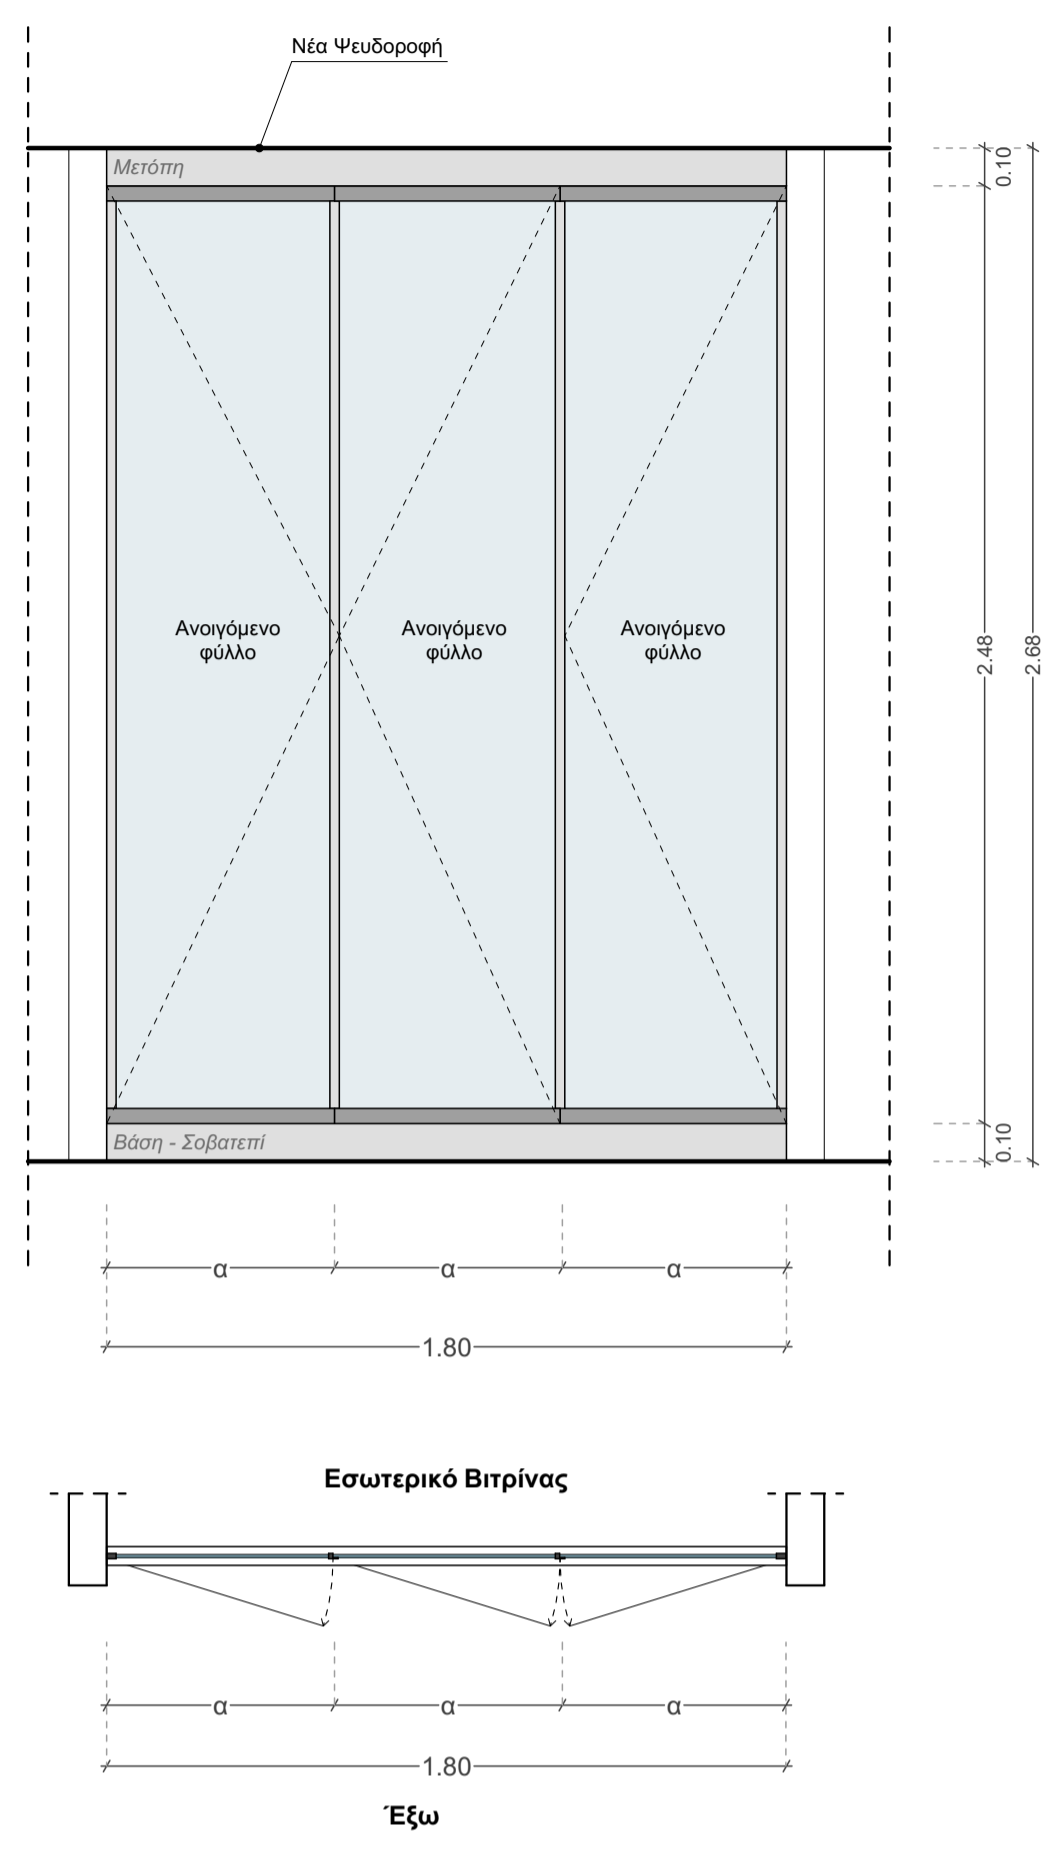 Νέα Ψευδοροφή
Μετόπη
0.10
Ανοιγόμενο
φύλλο
Ανοιγόμενο
φύλλο
Ανοιγόμενο
φύλλο
2.48
2.68
Βάση - Σοβατεπί
0.10
α
α
α
1.80
Εσωτερικό Βιτρίνας
α
α
α
1.80
Έξω